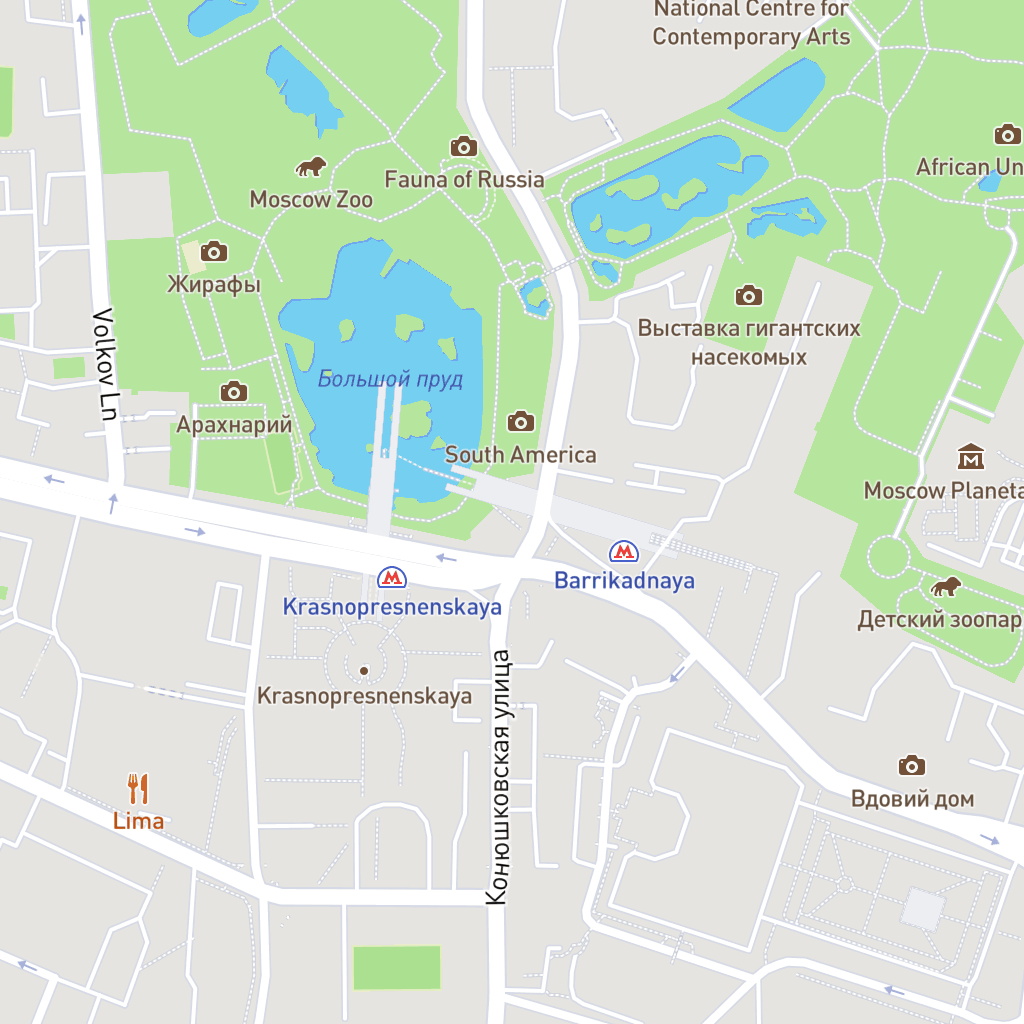 National Centre for
Contemporary Arts
African Un
Fauna of Russia
Moscow Zoo
Жирафы
Выставка гигантских
насекомых
Volkov Ln
Большой пруд
Арахнарий
South America
Moscow Planeta
Barrikadnaya
Krasnopresnenskaya
Детский зоопар
Krasnopresnenskaya
Конюшковская улица
Вдовий дом
Lima